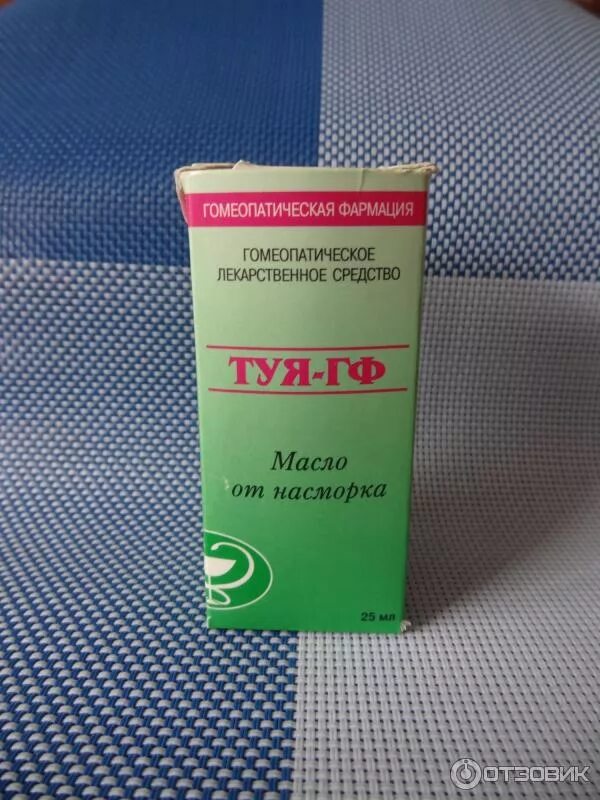 ГОМЕОПАТИЧЕСКАЯ ФАРМАЦИЯ
ГОМЕОПАТИЧЕСКОЕ
ЛЕКАРСТВЕННОЕ СРЕДСТВО
ТУЯ-ГФ
Масло
от насморка
25 мл
ОТЗОВИК